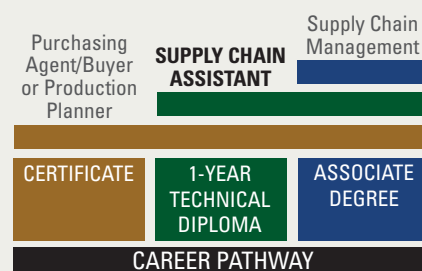 Purchasing
Agent/Buyer
or Production
Planner
SUPPLY CHAIN
ASSISTANT
Supply Chain
Management
CERTIFICATE
1-YEAR
TECHNICAL
DIPLOMA
ASSOCIATE
DEGREE
CAREER PATHWAY